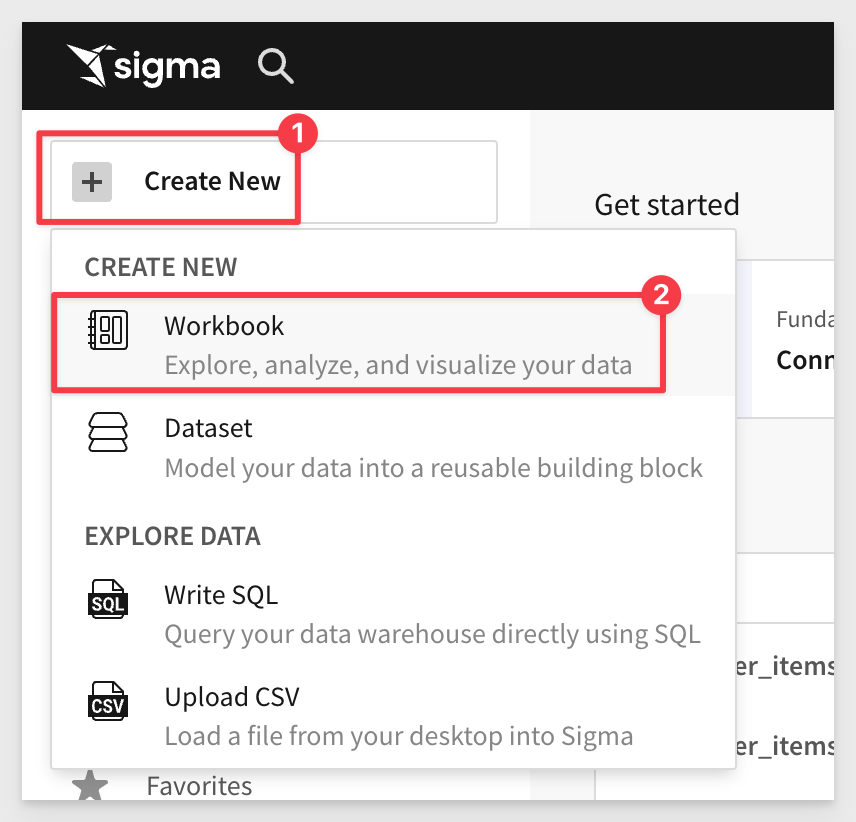 sigma
1
Create New
Get started
CREATE NEW
2
Workbook
Explore, analyze, and visualize your data
Dataset
Model your data into a reusable building block
EXPLORE DATA
SQL
Write SQL
Query your data warehouse directly using SQL
CSV
Upload CSV
Load a file from your desktop into Sigma
Favorites
Funda
Conn
er_items
er_items